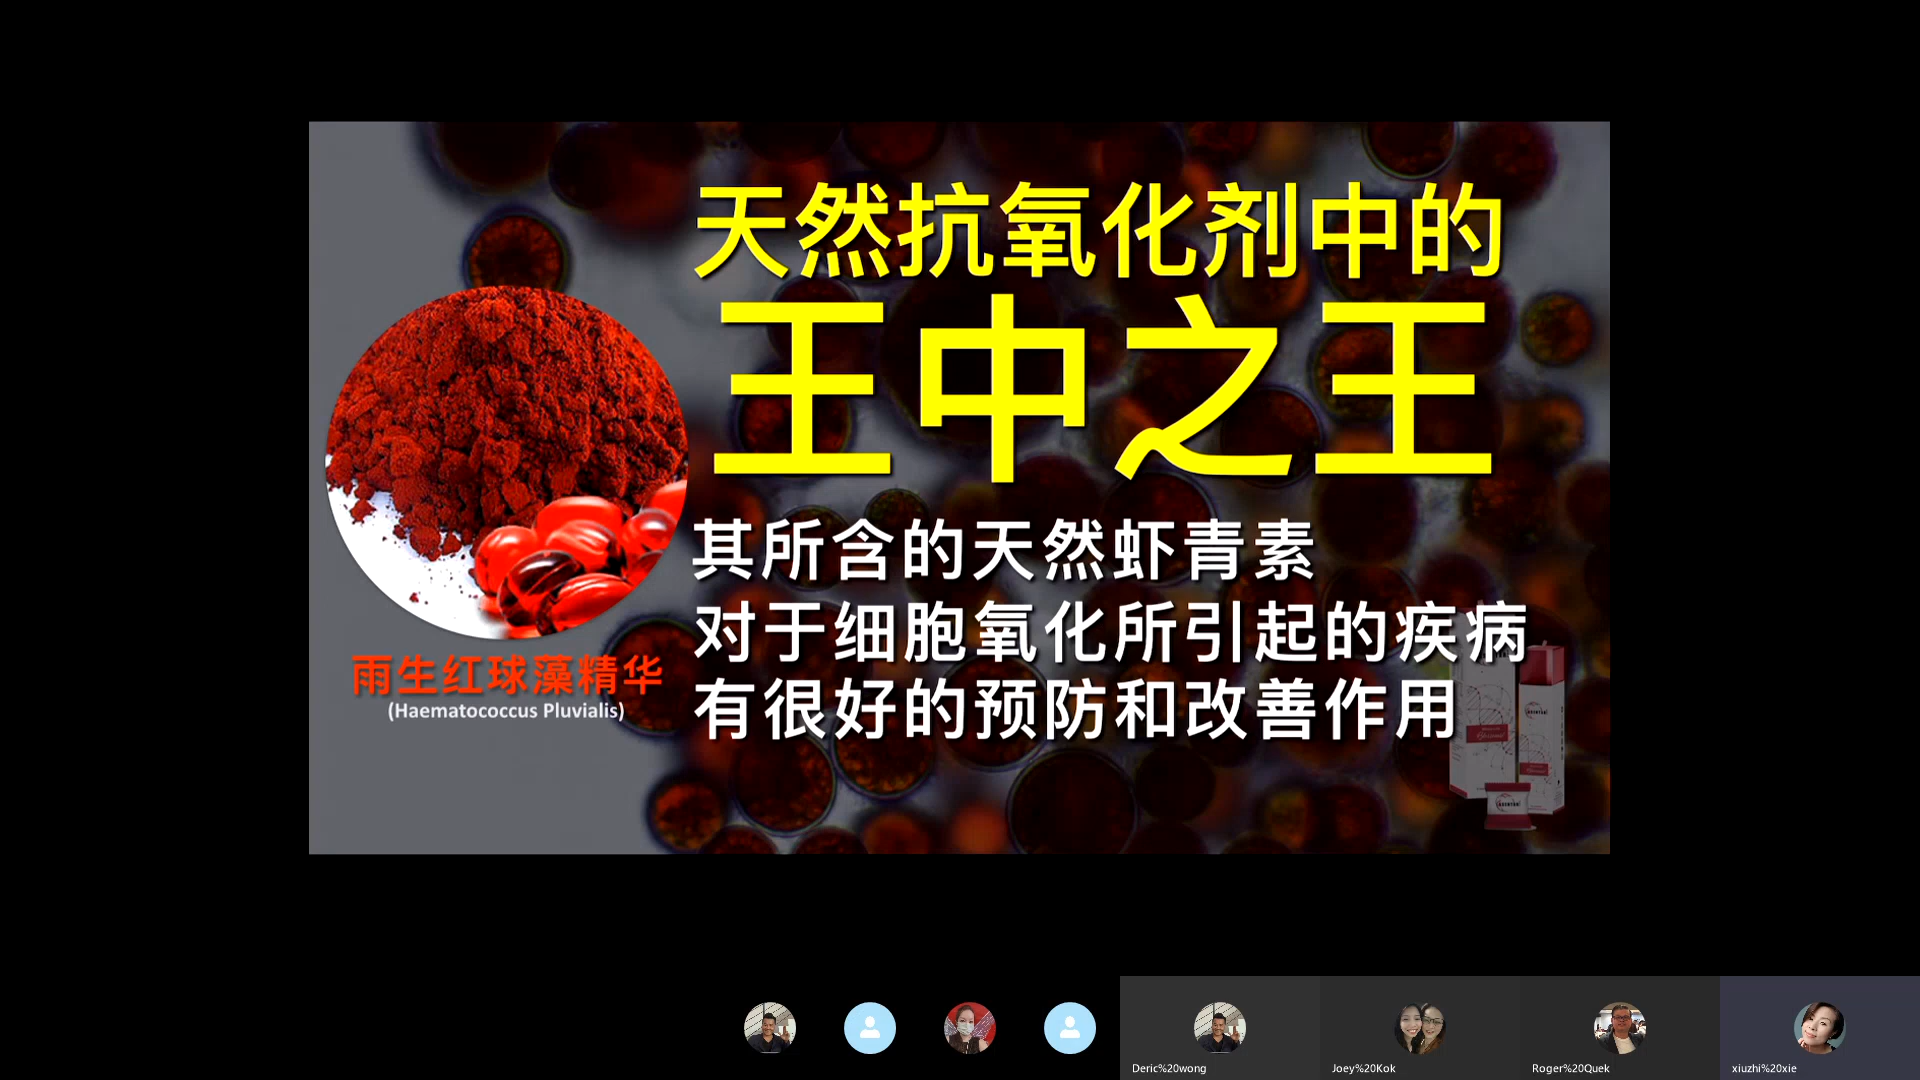 天然抗氧化剂中的
王中之王
其所含的天然虾青素
对于细胞氧化所引起的疾病
有很好的预防和改善作用
雨生红球藻精华
(Haematococcus Pluvialis)
Deric%20wong
Joey%20Kok
Roger%20Quek
xiuzhi%20xie